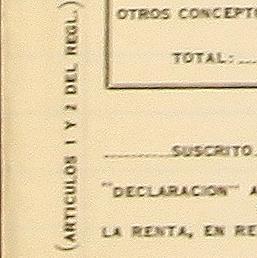 (ARTICULOS 1 Y 2 DEL REGL.)
OTROS CONCEPT
TOTAL:
SUSCRITO
"DECLARACION" A
LA RENTA, EN RE